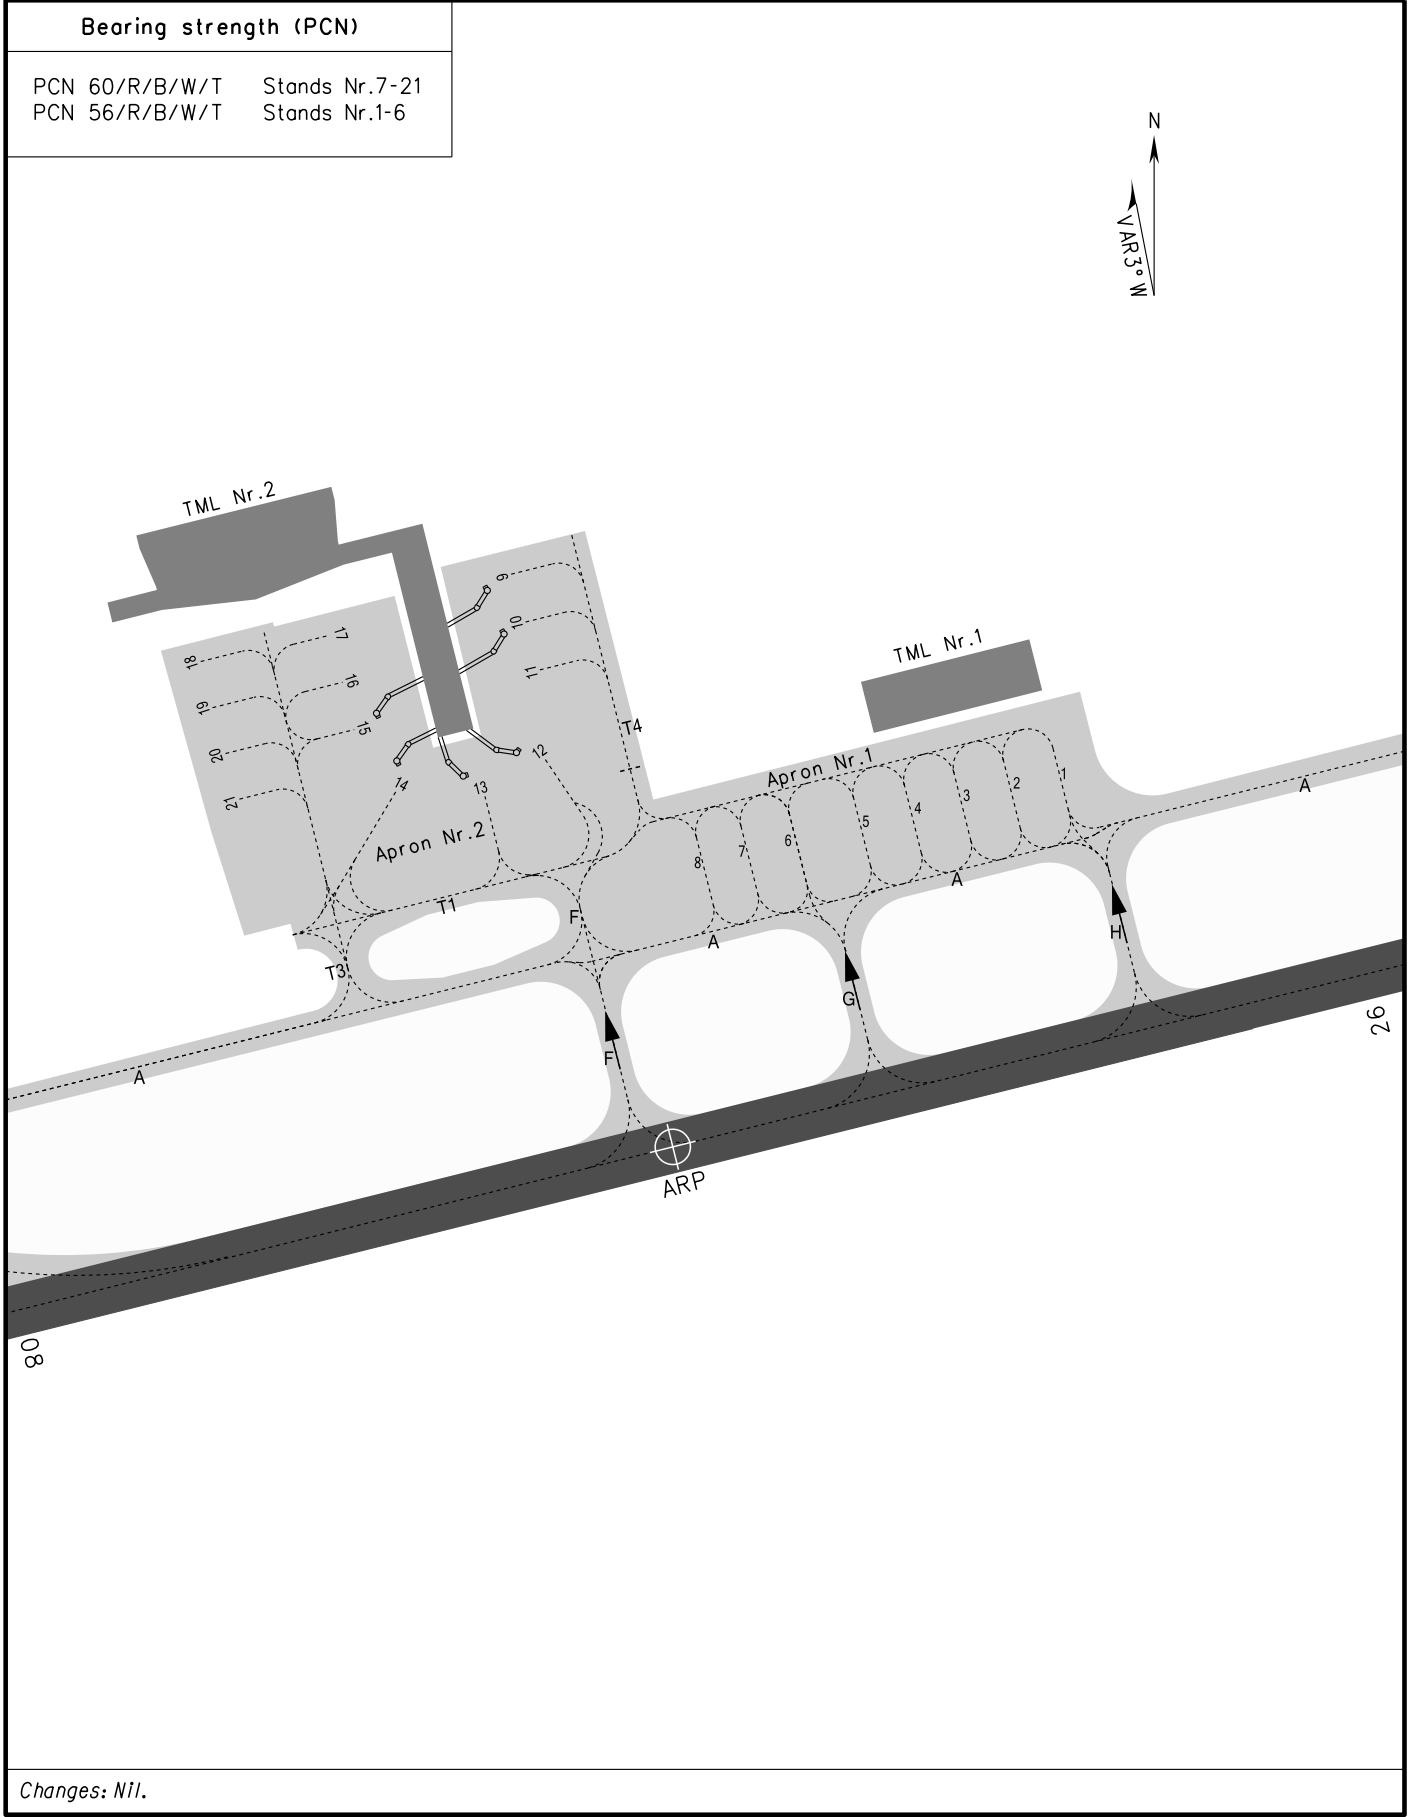 Bearing strength (PCN)
PCN 60/R/B/W/T Stands Nr.7-21
PCN 56/R/B/W/T Stands Nr.1-6
N
VAR3°W
TML Nr.2
9
10
11
17
18
16
19
15
20
21
14
13
12
T4
TML Nr.1
Apron Nr.1
1
2
3
4
5
6
7
8
A
Apron Nr.2
T1
F
A
A
H
T3
G
F
A
26
ARP
08
Changes: Nil.